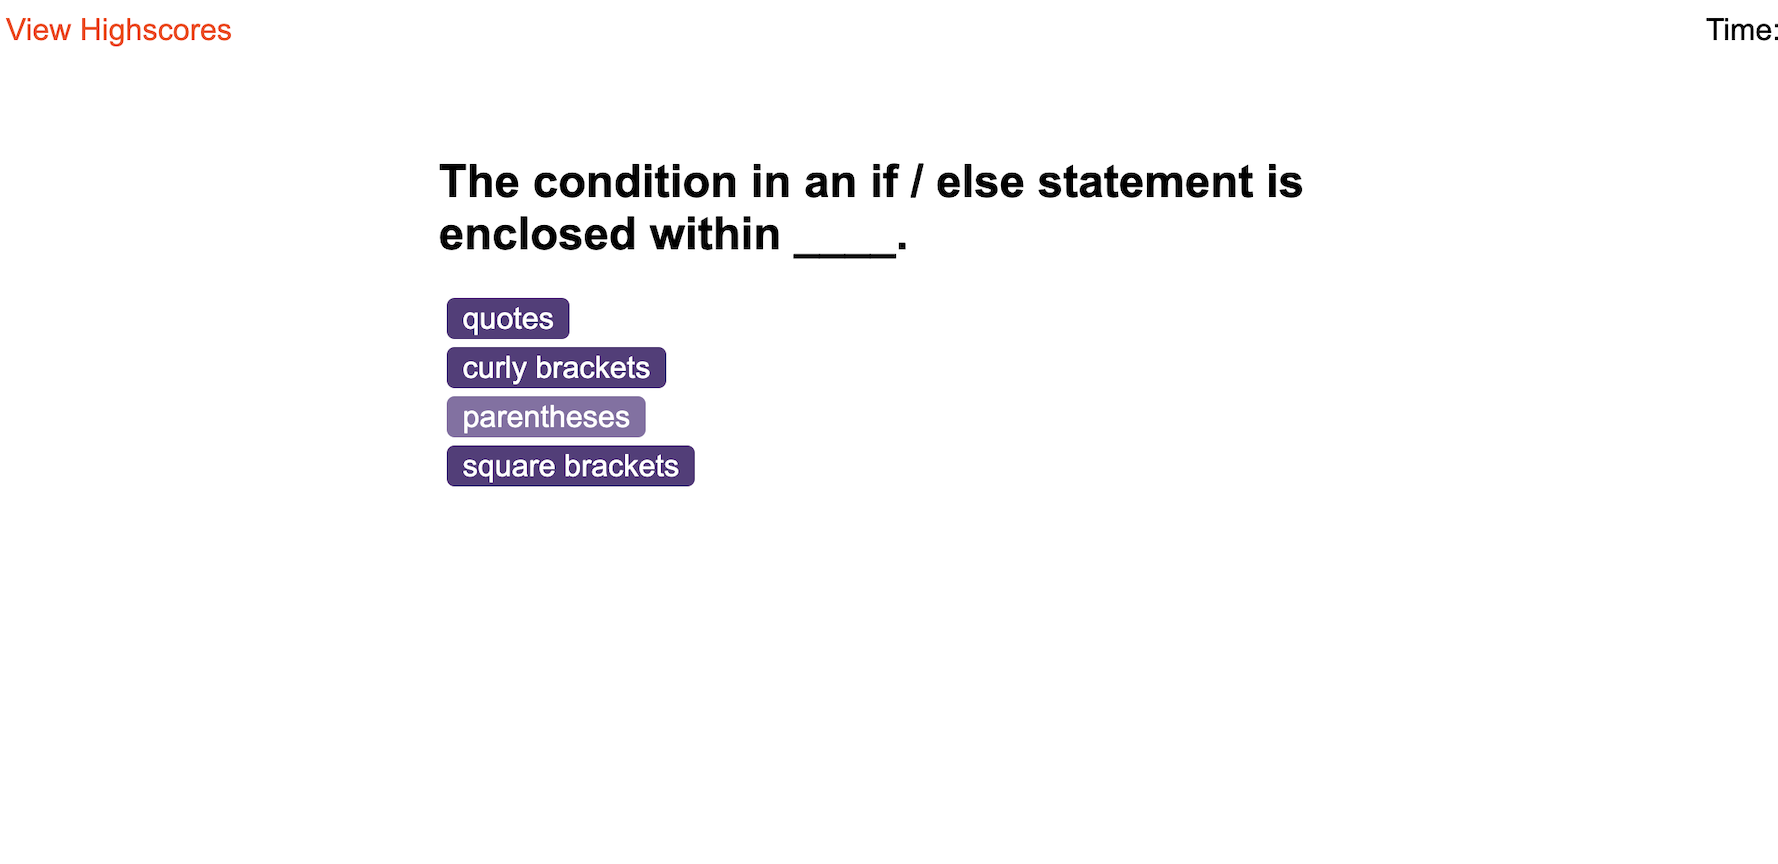 View Highscores
Time:
The condition in an if / else statement is
enclosed within ____.
quotes
curly brackets
parentheses
square brackets